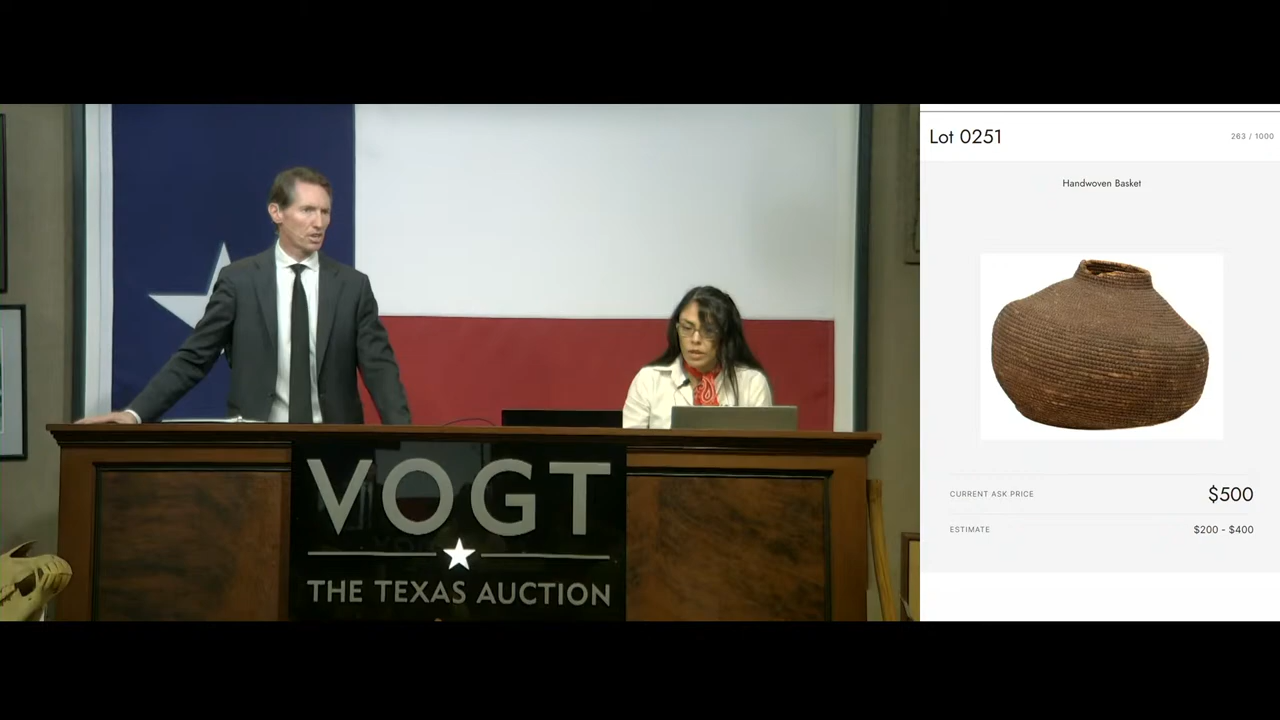 Lot 0251
263 / 1000
Handwoven Basket
CURRENT ASK PRICE
$500
ESTIMATE
$200 - $400
VOGT
THE TEXAS AUCTION